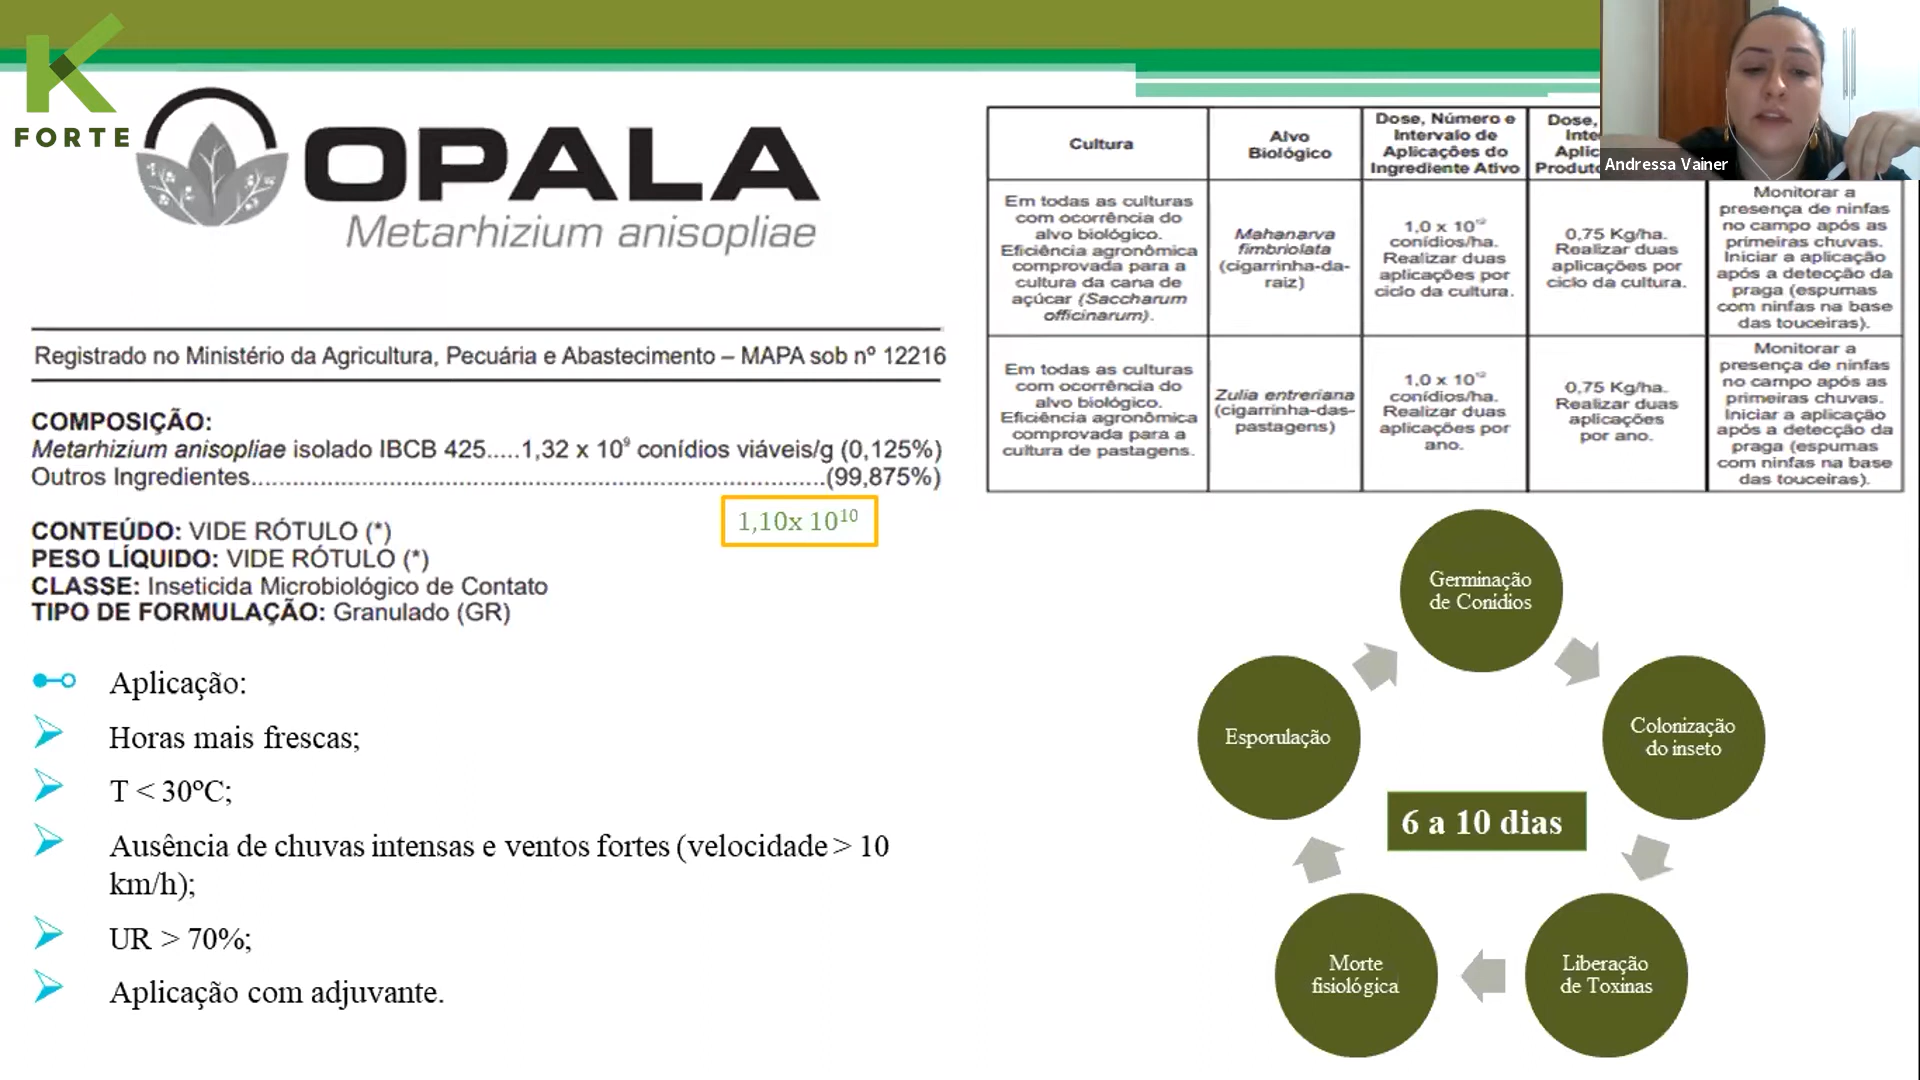 K
FORTE
OPALA
Metarhizium anisopliae
Registrado no Ministério da Agricultura, Pecuária e Abastecimento – MAPA sob nº 12216
COMPOSIÇÃO:
Metarhizium anisopliae isolado IBCB 425.....1,32 x 10⁹ conídios viáveis/g (0,125%)
Outros Ingredientes....................................................................................(99,875%)
1,10x 10¹⁰
CONTEÚDO: VIDE RÓTULO (*)
PESO LÍQUIDO: VIDE RÓTULO (*)
CLASSE: Inseticida Microbiológico de Contato
TIPO DE FORMULAÇÃO: Granulado (GR)
Aplicação:
Horas mais frescas;
T < 30ºC;
Ausência de chuvas intensas e ventos fortes (velocidade > 10
km/h);
UR > 70%;
Aplicação com adjuvante.
Cultura
Alvo
Biológico
Dose, Número e
Intervalo de
Aplicações do
Ingrediente Ativo
Dose,
Andressa Vainer
Em todas as culturas
com ocorrência do
alvo biológico.
Eficiência agronômica
comprovada para a
cultura da cana de
açúcar (Saccharum
officinarum).
Mahanarva
fimbriolata
(cigarrinha-da-
raiz)
1,0 x 10¹²
conídios/ha.
Realizar duas
aplicações por
ciclo da cultura.
0,75 Kg/ha.
Realizar duas
aplicações por
ciclo da cultura.
Monitorar a
presença de ninfas
no campo após as
primeiras chuvas.
Iniciar a aplicação
após a detecção da
praga (espumas
com ninfas na base
das touceiras).
Em todas as culturas
com ocorrência do
alvo biológico.
Eficiência agronômica
comprovada para a
cultura de pastagens.
Zulia entreriana
(cigarrinha-das-
pastagens)
1,0 x 10¹²
conídios/ha.
Realizar duas
aplicações por
ano.
0,75 Kg/ha.
Realizar duas
aplicações
por ano.
Monitorar a
presença de ninfas
no campo após as
primeiras chuvas.
Iniciar a aplicação
após a detecção da
praga (espumas
com ninfas na base
das touceiras).
Germinação
de Conídios
Colonização
do inseto
Liberação
de Toxinas
Morte
fisiológica
Esporulação
6 a 10 dias